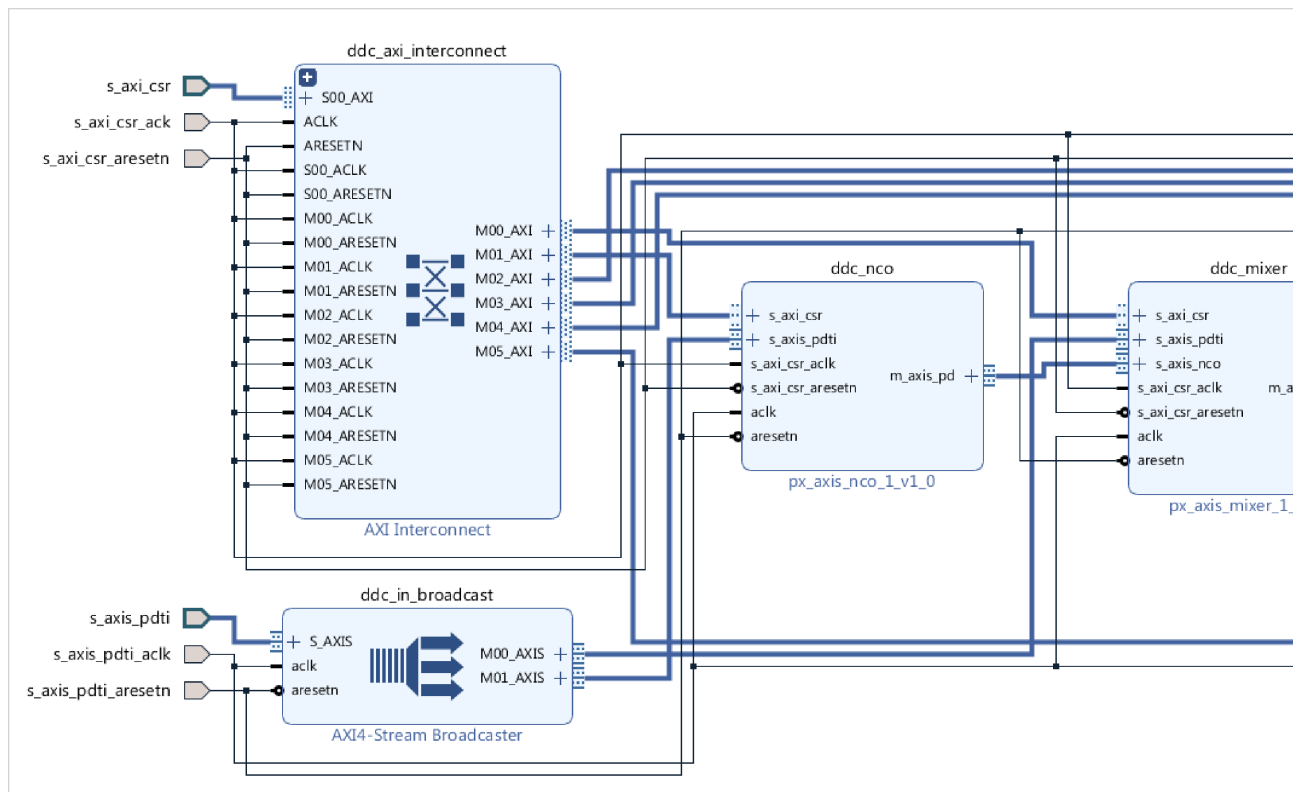 ddc_axi_interconnect
s_axi_csr
s_axi_csr_ack
s_axi_csr_aresetn
S00_AXI
ACLK
ARESETN
S00_ACLK
S00_ARESETN
M00_ACLK
M00_ARESETN
M01_ACLK
M01_ARESETN
M02_ACLK
M02_ARESETN
M03_ACLK
M03_ARESETN
M04_ACLK
M04_ARESETN
M05_ACLK
M05_ARESETN
M00_AXI
M01_AXI
M02_AXI
M03_AXI
M04_AXI
M05_AXI
AXI Interconnect
ddc_nco
s_axi_csr
s_axis_pdti
s_axi_csr_aclk
s_axi_csr_aresetn
aclk
aresetn
m_axis_pd
px_axis_nco_1_v1_0
ddc_mixer
s_axi_csr
s_axis_pdti
s_axis_nco
s_axi_csr_aclk
s_axi_csr_aresetn
aclk
aresetn
m_a
px_axis_mixer_1_
ddc_in_broadcast
s_axis_pdti
s_axis_pdti_aclk
s_axis_pdti_aresetn
S_AXIS
aclk
aresetn
M00_AXIS
M01_AXIS
AXI4-Stream Broadcaster